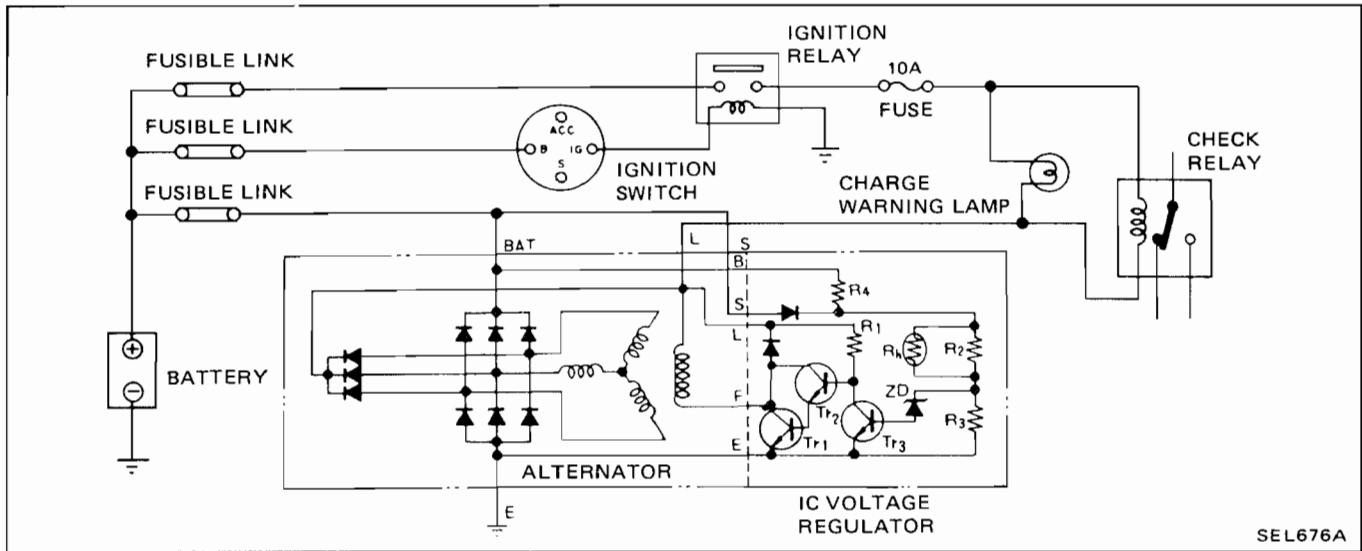 IGNITION
RELAY
FUSIBLE LINK
10A
FUSE
FUSIBLE LINK
ACC
B
IG
S
IGNITION
SWITCH
CHECK
RELAY
FUSIBLE LINK
CHARGE
WARNING LAMP
L
BAT
S
B
R4
S
L
R1
Rh
R2
BATTERY
ZD
F
Tr2
R3
Tr1
Tr3
E
ALTERNATOR
E
IC VOLTAGE
REGULATOR
SEL676A